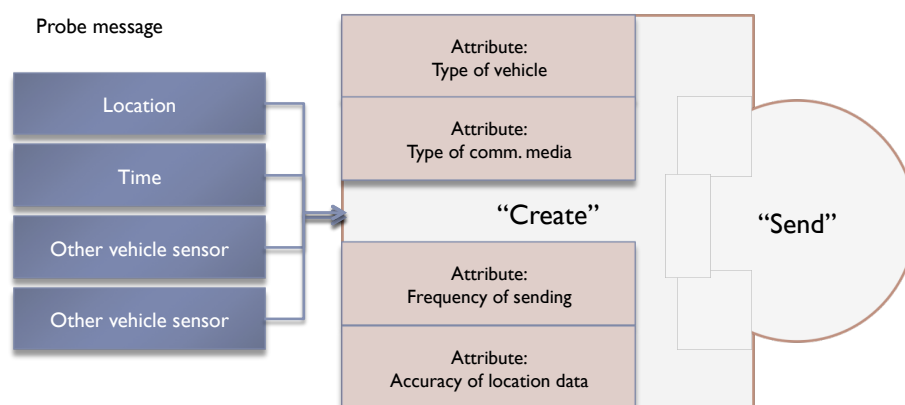 Probe message
Location
Time
Other vehicle sensor
Other vehicle sensor
Attribute:
Type of vehicle
Attribute:
Type of comm. media
“Create”
Attribute:
Frequency of sending
Attribute:
Accuracy of location data
“Send”